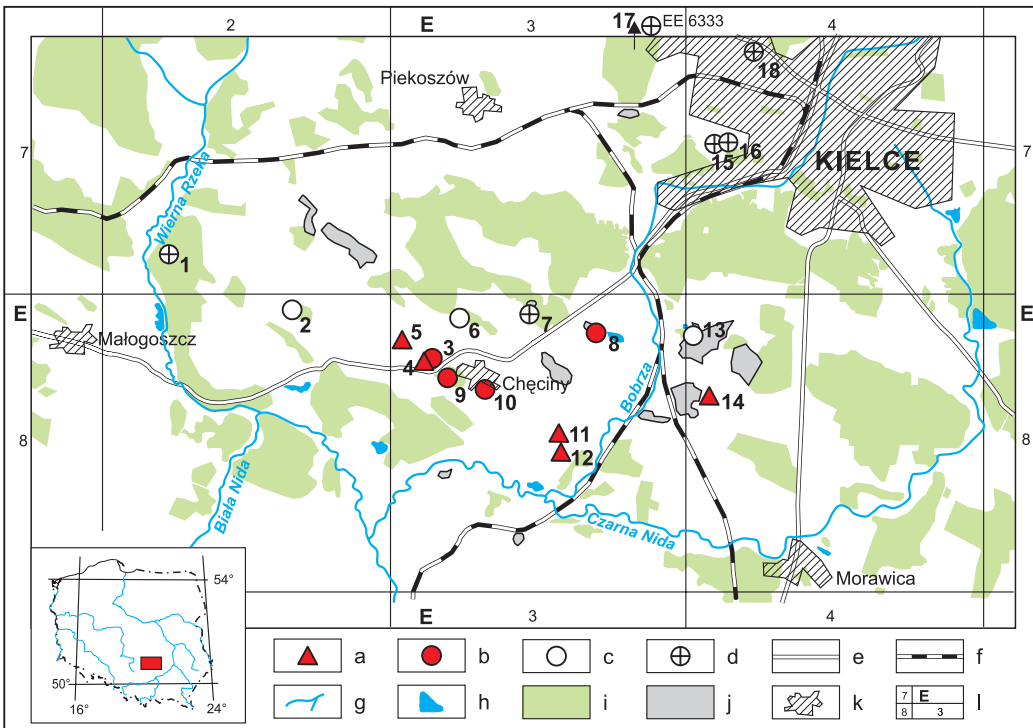 2 E 3 4
17 EE 6333
18
Piekoszów
7 7
15 16
KIELCE
Wierna Rzeka
1
E E
2 6 7 13
Małogoszcz
5 3 8
4
Chęciny
9 10
Bobrza
14
11
12
8 8
Biała Nida
Czarna Nida
Morawica
E 3 4
54°
50°
16° 24°
a b c d e f
g h i j k l
7 E
8 3